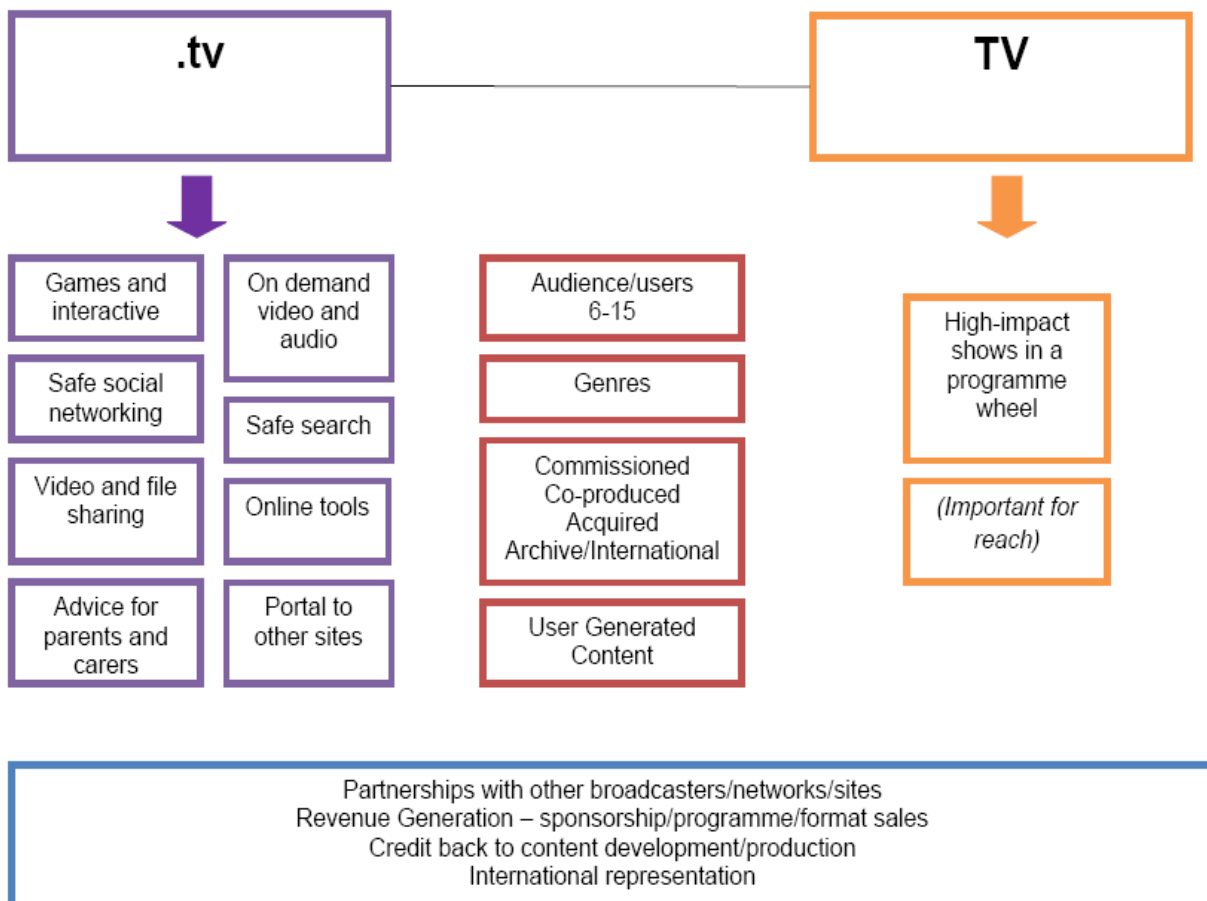 .tv
TV
Games and
interactive
Safe social
networking
Video and file
sharing
Advice for
parents and
carers
On demand
video and
audio
Safe search
Online tools
Portal to
other sites
Audience/users
6-15
Genres
Commissioned
Co-produced
Acquired
Archive/International
User Generated
Content
High-impact
shows in a
programme
wheel
(Important for
reach)
Partnerships with other broadcasters/networks/sites
Revenue Generation – sponsorship/programme/format sales
Credit back to content development/production
International representation